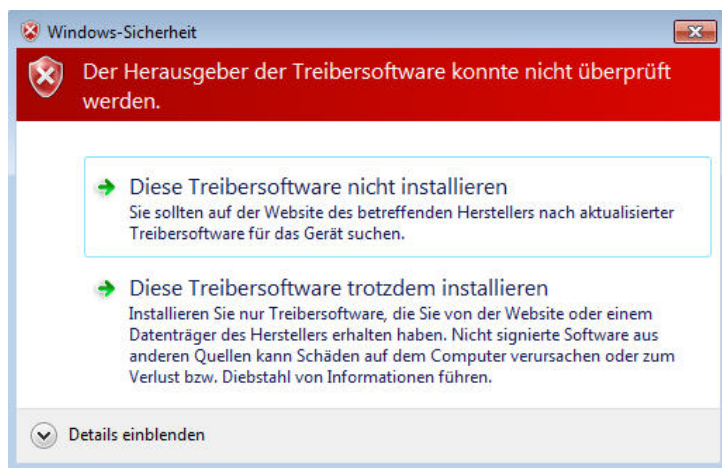 Windows-Sicherheit
Der Herausgeber der Treibersoftware konnte nicht überprüft
werden.
Diese Treibersoftware nicht installieren
Sie sollten auf der Website des betreffenden Herstellers nach aktualisierter
Treibersoftware für das Gerät suchen.
Diese Treibersoftware trotzdem installieren
Installieren Sie nur Treibersoftware, die Sie von der Website oder einem
Datenträger des Herstellers erhalten haben. Nicht signierte Software aus
anderen Quellen kann Schäden auf dem Computer verursachen oder zum
Verlust bzw. Diebstahl von Informationen führen.
Details einblenden